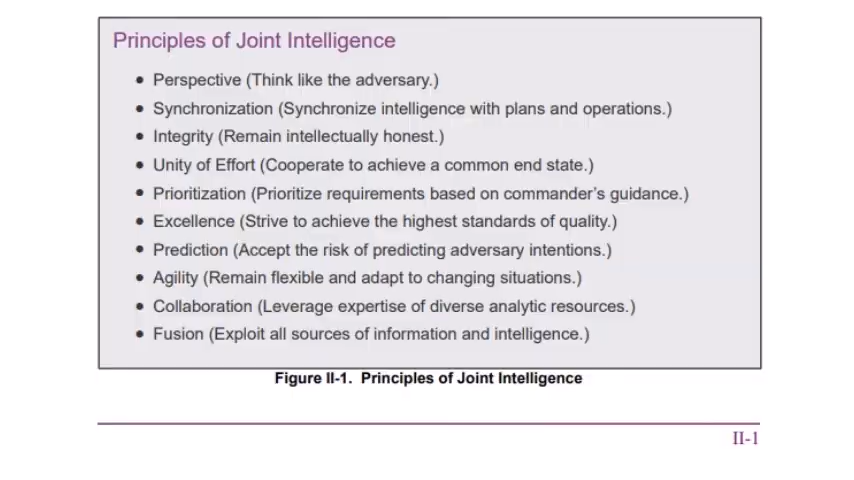 Principles of Joint Intelligence
● Perspective (Think like the adversary.)
● Synchronization (Synchronize intelligence with plans and operations.)
● Integrity (Remain intellectually honest.)
● Unity of Effort (Cooperate to achieve a common end state.)
● Prioritization (Prioritize requirements based on commander’s guidance.)
● Excellence (Strive to achieve the highest standards of quality.)
● Prediction (Accept the risk of predicting adversary intentions.)
● Agility (Remain flexible and adapt to changing situations.)
● Collaboration (Leverage expertise of diverse analytic resources.)
● Fusion (Exploit all sources of information and intelligence.)
Figure II-1. Principles of Joint Intelligence
II-1